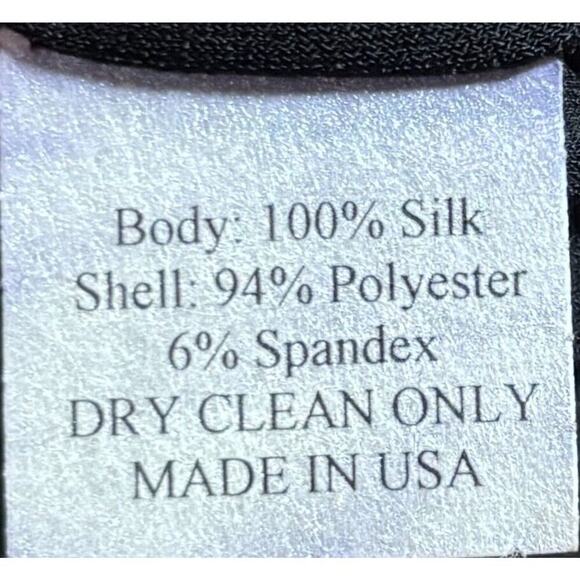 Body: 100% Silk
Shell: 94% Polyester
6% Spandex
DRY CLEAN ONLY
MADE IN USA